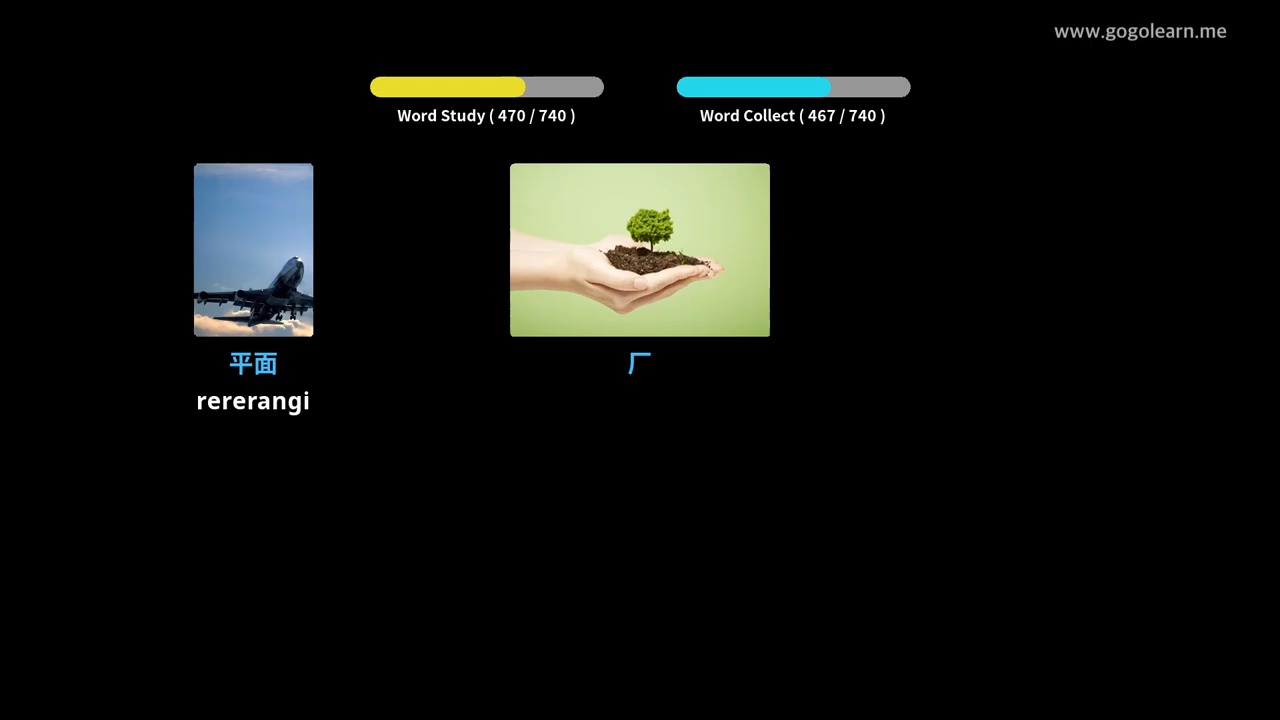 www.gogolearn.me
Word Study ( 470 / 740 )
Word Collect ( 467 / 740 )
平面
rererangi
厂